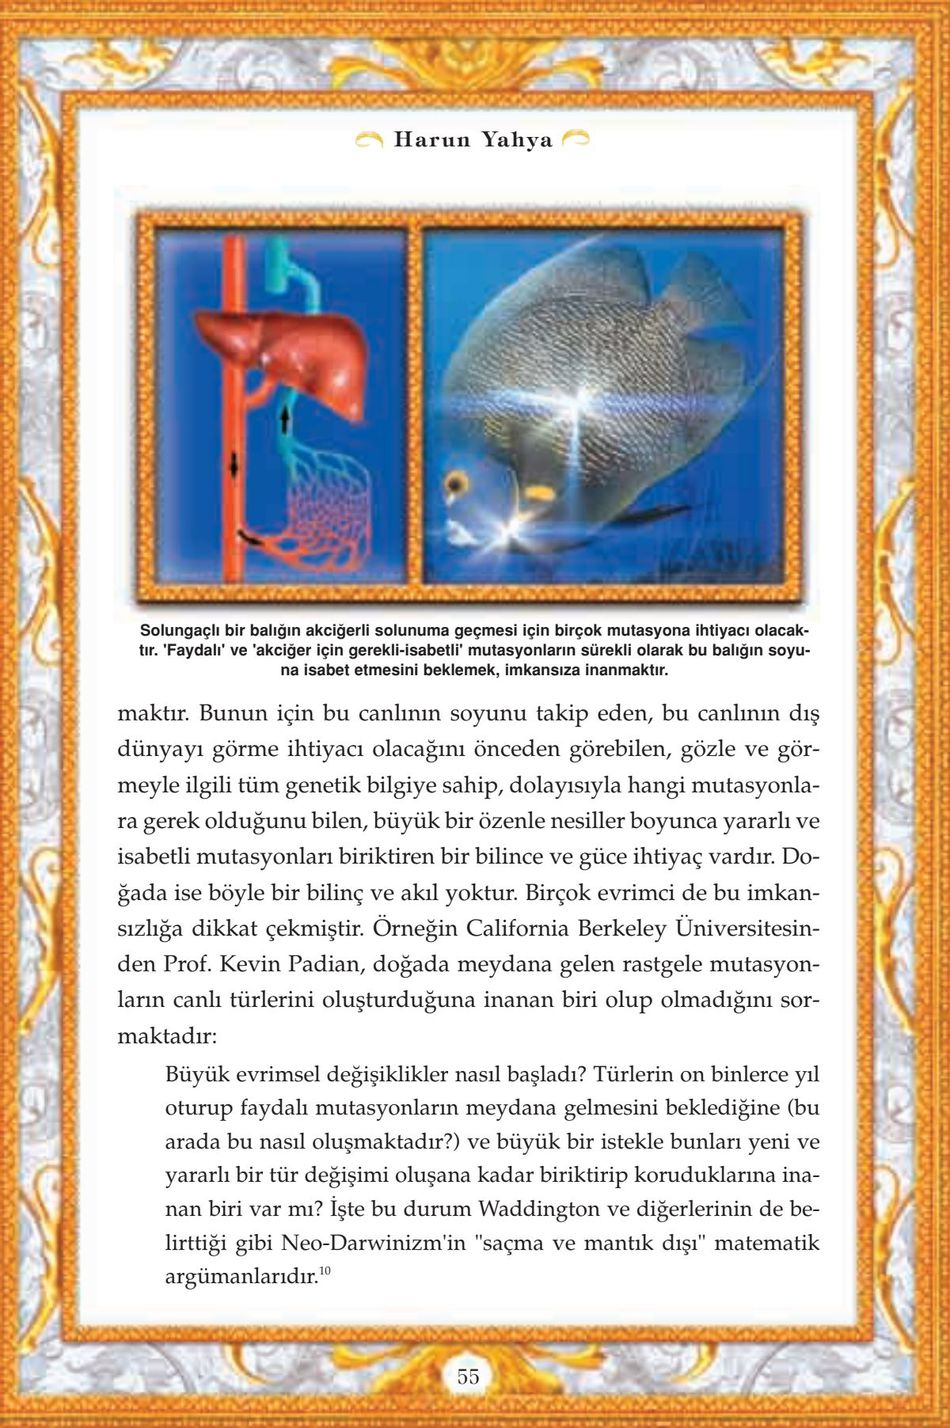 Harun Yahya
Solungaçlı bir balığın akciğerli solunuma geçmesi için birçok mutasyona ihtiyacı olacak-
tır. 'Faydalı' ve 'akciğer için gerekli-isabetli' mutasyonların sürekli olarak bu balığın soyu-
na isabet etmesini beklemek, imkansıza inanmaktır.
maktır. Bunun için bu canlının soyunu takip eden, bu canlının dış
dünyayı görme ihtiyacı olacağını önceden görebilen, gözle ve gör-
meyle ilgili tüm genetik bilgiye sahip, dolayısıyla hangi mutasyonla-
ra gerek olduğunu bilen, büyük bir özenle nesiller boyunca yararlı ve
isabetli mutasyonları biriktiren bir bilince ve güce ihtiyaç vardır. Do-
ğada ise böyle bir bilinç ve akıl yoktur. Birçok evrimci de bu imkan-
sızlığa dikkat çekmiştir. Örneğin California Berkeley Üniversitesin-
den Prof. Kevin Padian, doğada meydana gelen rastgele mutasyon-
ların canlı türlerini oluşturduğuna inanan biri olup olmadığını sor-
maktadır:
Büyük evrimsel değişiklikler nasıl başladı? Türlerin on binlerce yıl
oturup faydalı mutasyonların meydana gelmesini beklediğine (bu
arada bu nasıl oluşmaktadır?) ve büyük bir istekle bunları yeni ve
yararlı bir tür değişimi oluşana kadar biriktirip koruduklarına ina-
nan biri var mı? İşte bu durum Waddington ve diğerlerinin de be-
lirttiği gibi Neo-Darwinizm'in "saçma ve mantık dışı" matematik
argümanlarıdır.10
55